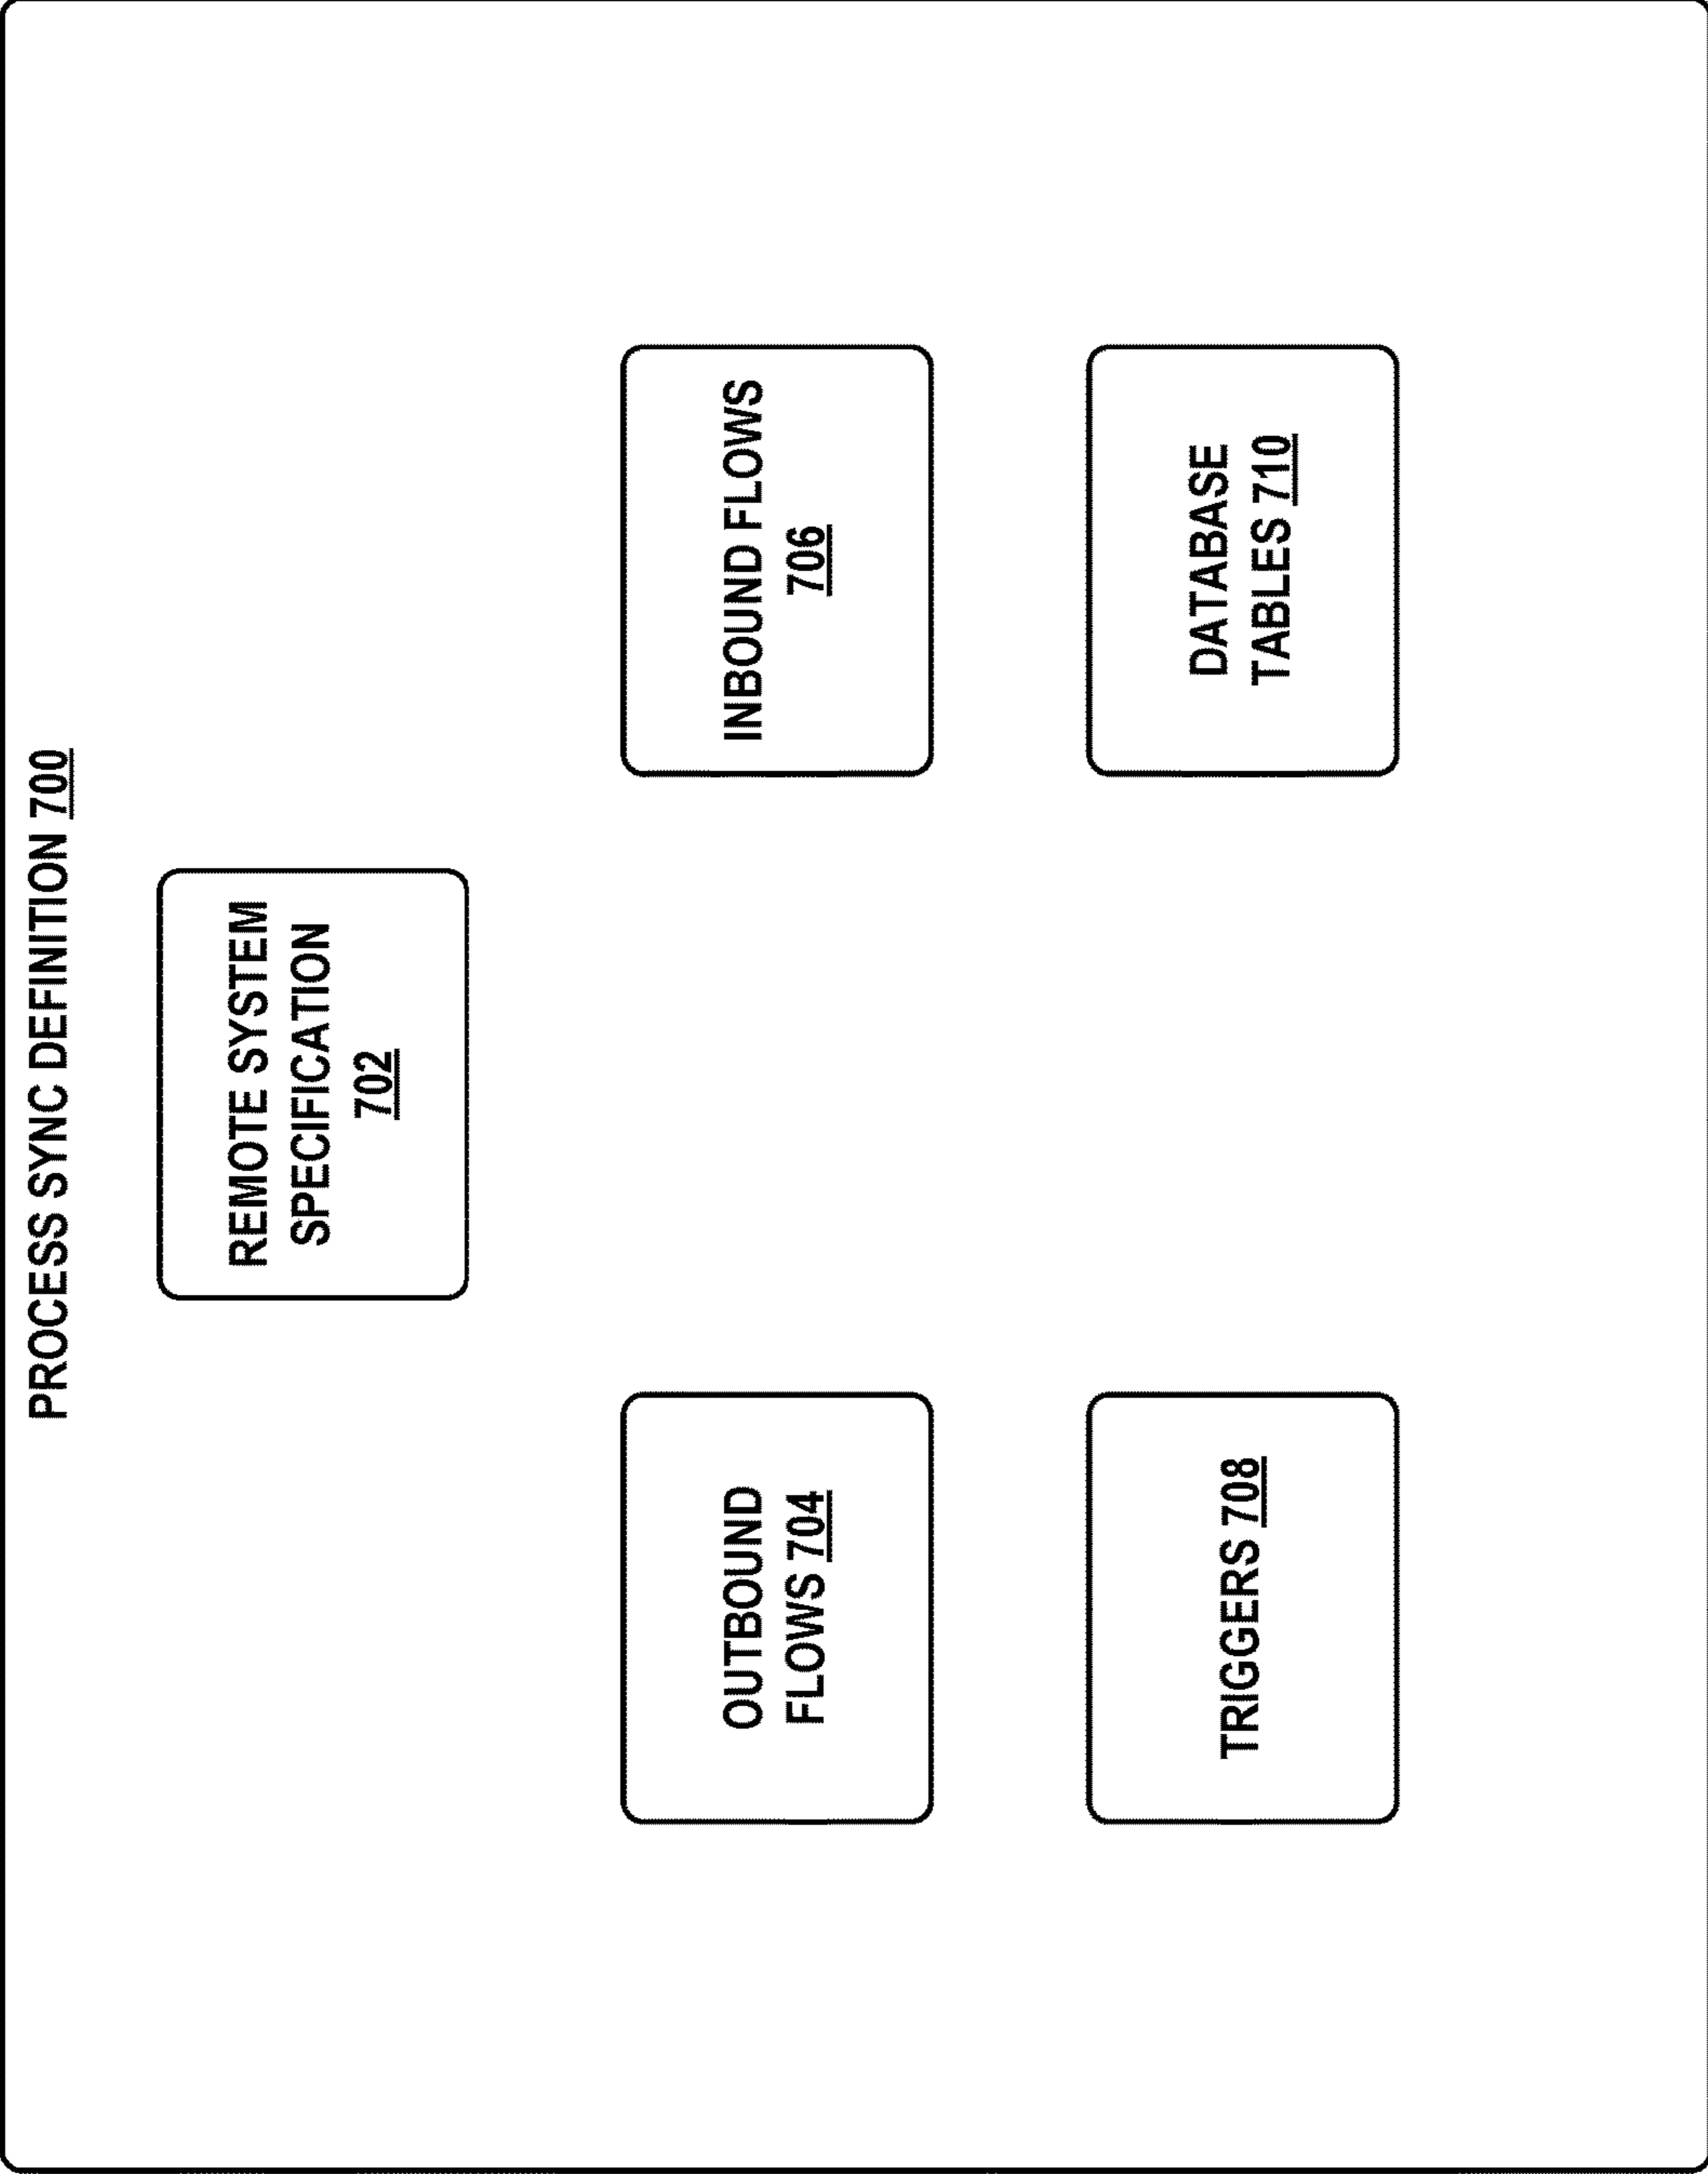 PROCESS SYNC DEFINITION 700
REMOTE SYSTEM
SPECIFICATION
702
OUTBOUND
FLOWS 704
INBOUND FLOWS
706
TRIGGERS 708
DATABASE
TABLES 710